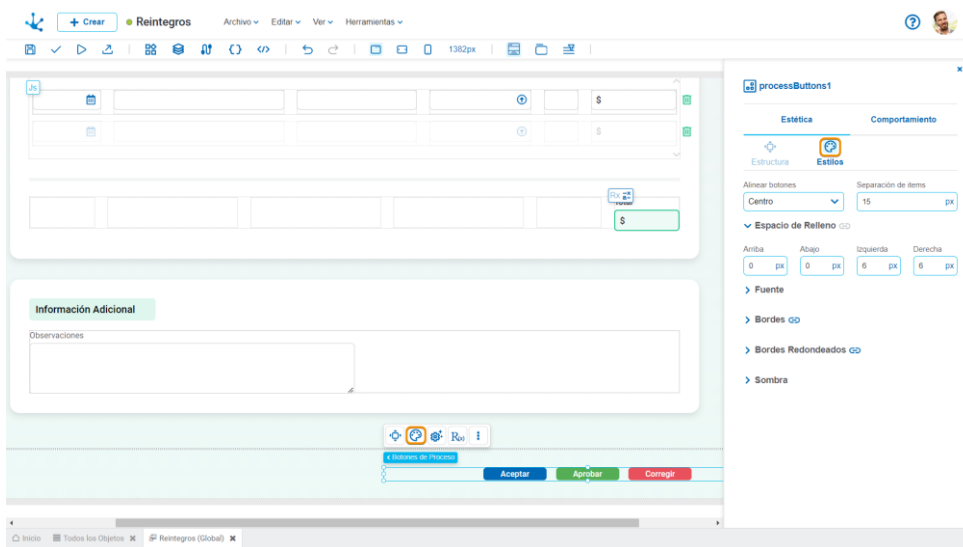 + Crear
Reintegros
Archivo Editar Ver Herramientas
?
1382px
Js
$
$
Rx
Total
$
Información Adicional
Observaciones
R(x)
Botones de Proceso
Aceptar Aprobar Corregir
processButtons1
Estética Comportamiento
Estructura Estilos
Alinear botones Separación de items
Centro 15 px
Espacio de Relleno
Arriba Abajo Izquierda Derecha
0 px 0 px 6 px 6 px
Fuente
Bordes
Bordes Redondeados
Sombra
Inicio Todos los Objetos Reintegros (Global)